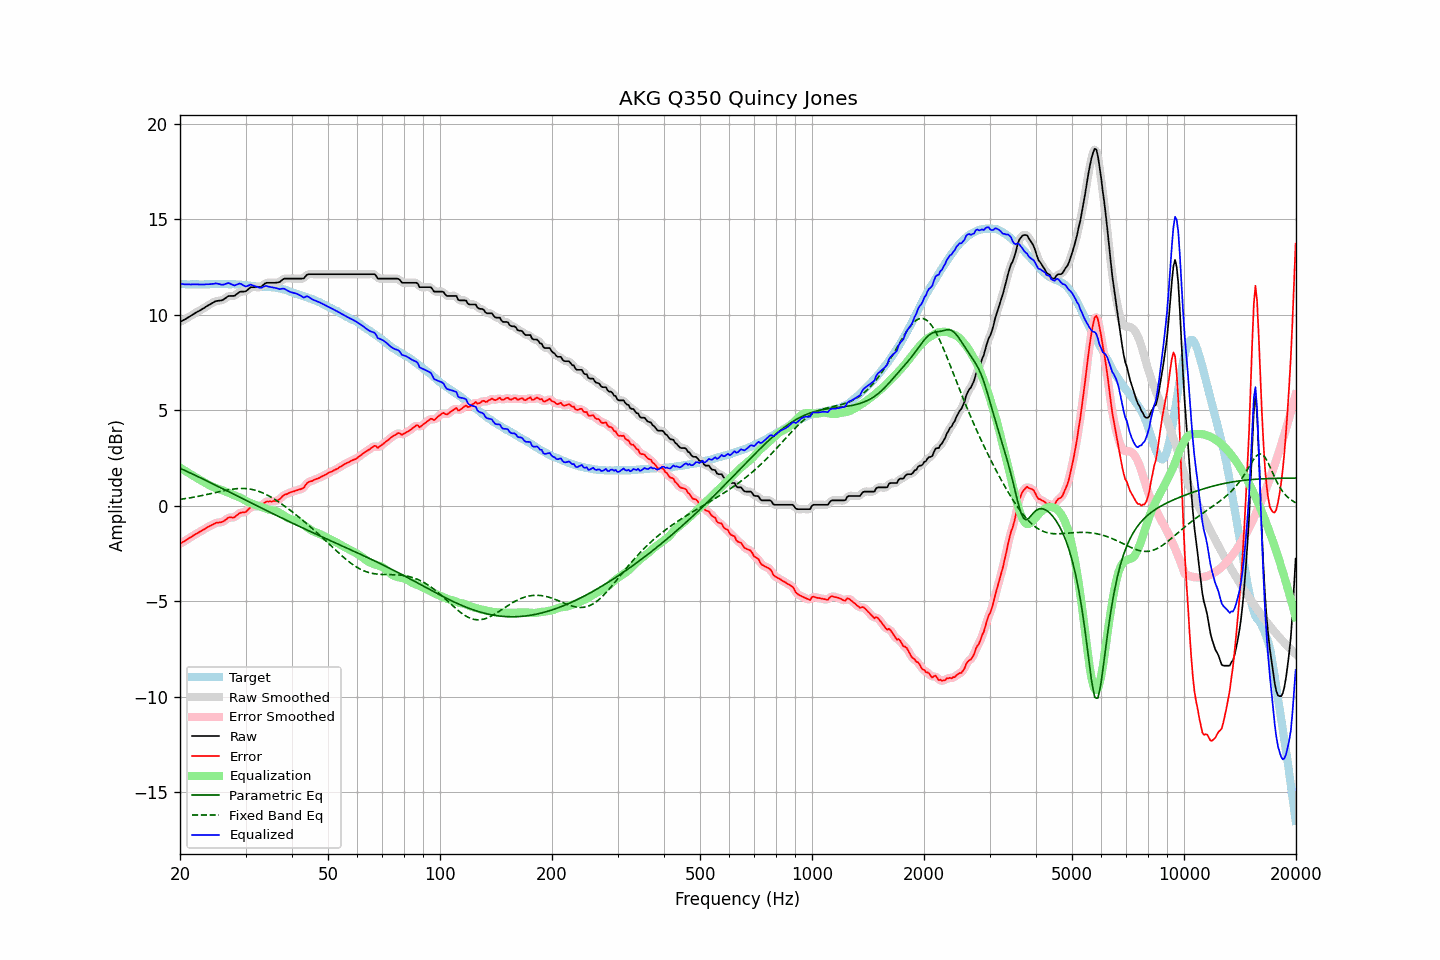 AKG Q350 Quincy Jones
Amplitude (dBr)
20
15
10
5
0
−5
−10
−15
Target
Raw Smoothed
Error Smoothed
Raw
Error
Equalization
Parametric Eq
Fixed Band Eq
Equalized
20 50 100 200 500 1000 2000 5000 10000 20000
Frequency (Hz)